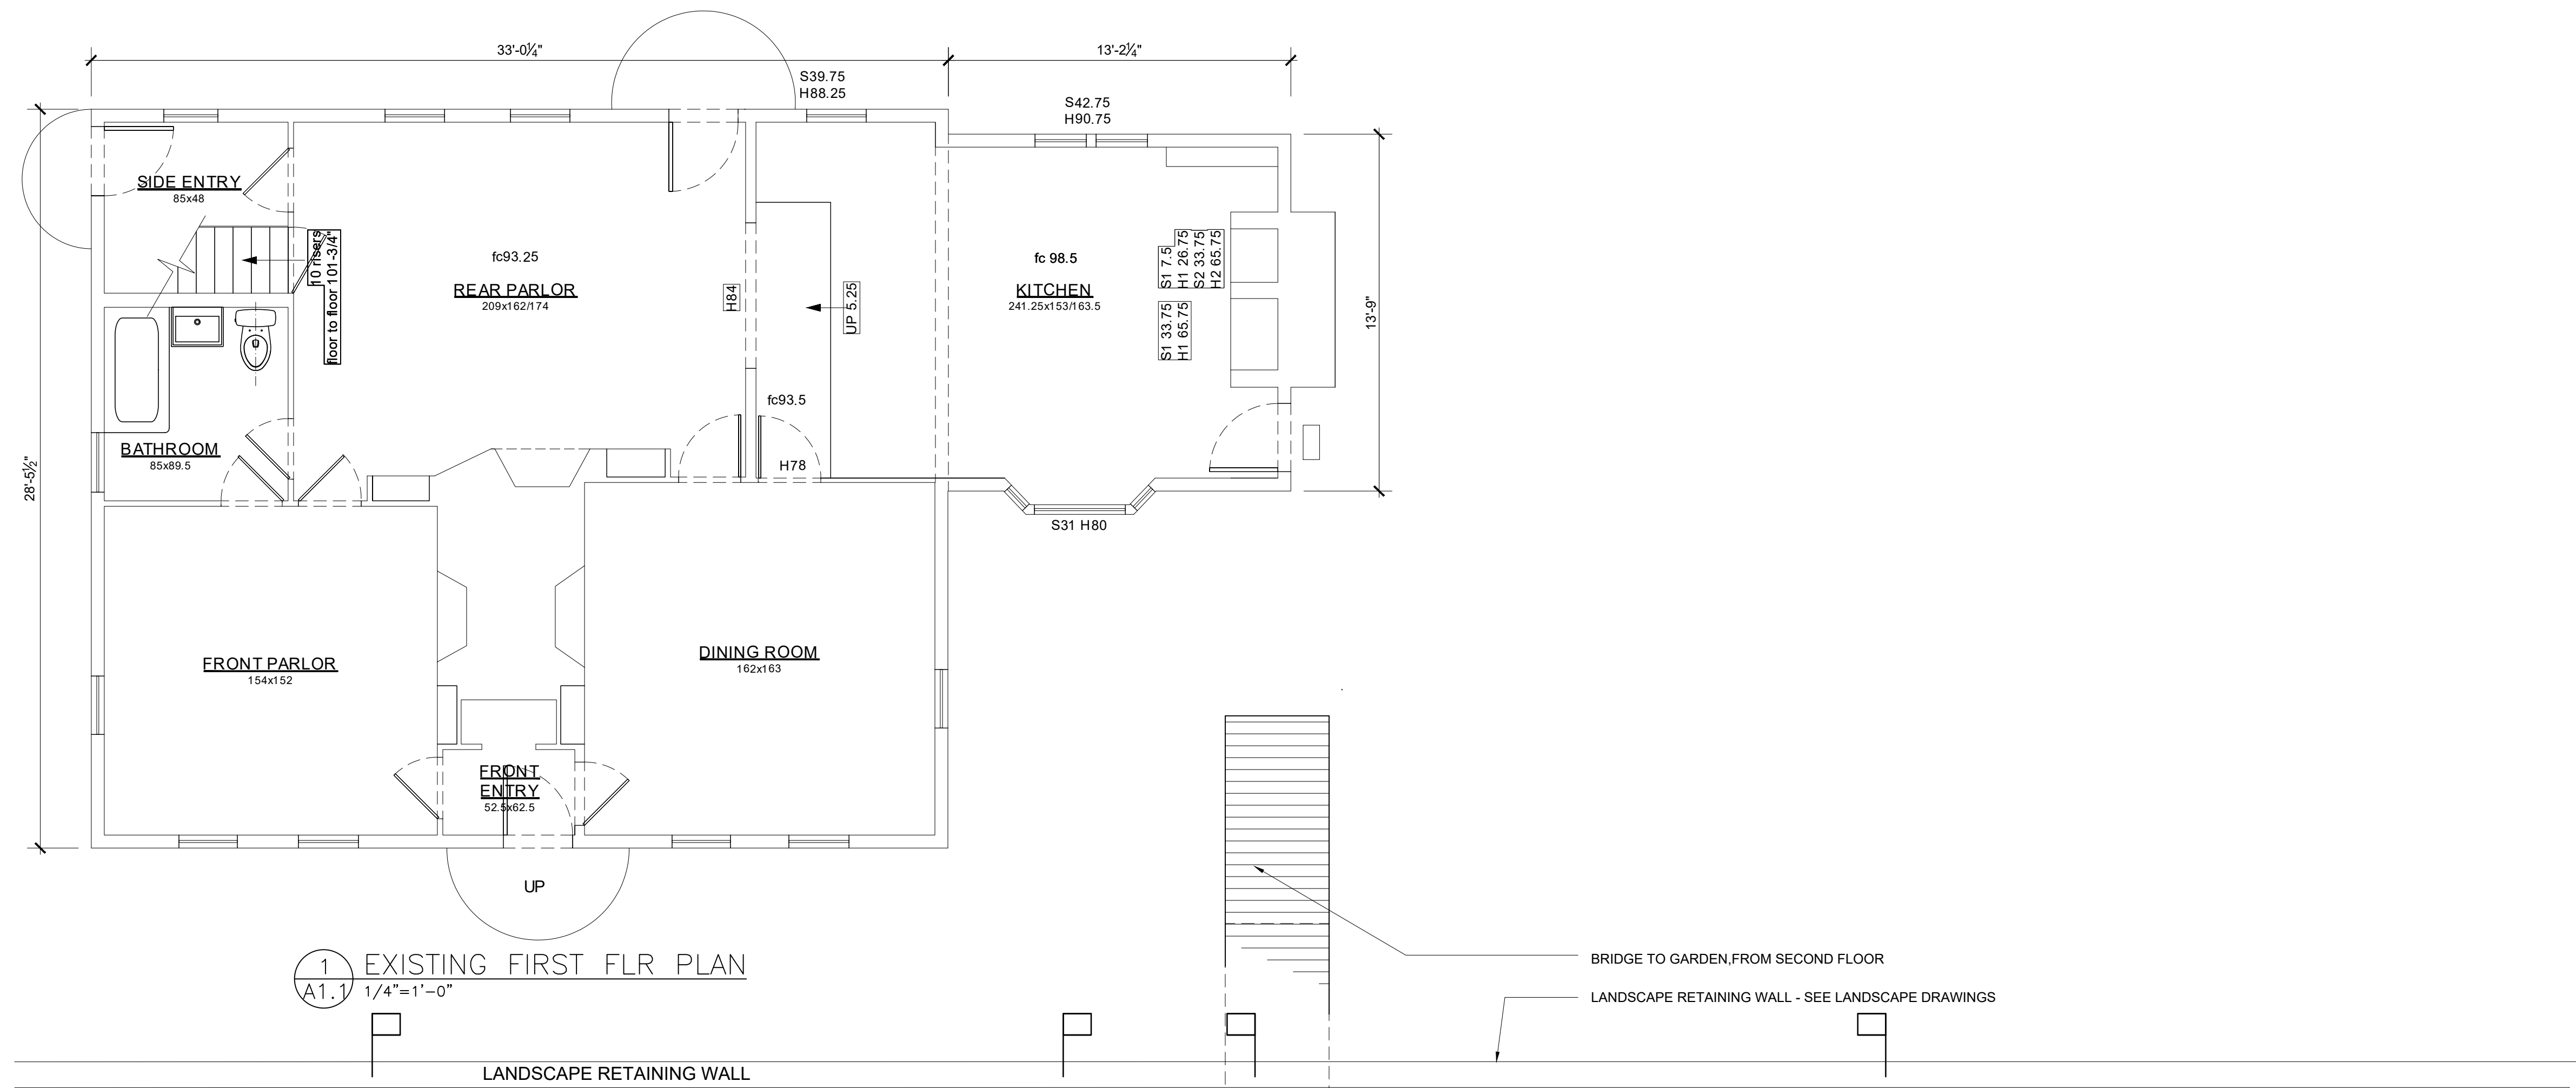 33'-0¼"
13'-2¼"
S39.75
H88.25
S42.75
H90.75
SIDE ENTRY
85x48
10 risers
floor to floor 101-3/4"
fc93.25
REAR PARLOR
209x162/174
H84
UP 5.25
fc 98.5
KITCHEN
241.25x153/163.5
S1 7.5
H1 26.75
S2 33.75
H2 65.75
S1 33.75
H1 65.75
13'-9"
fc93.5
H78
BATHROOM
85x89.5
28'-5½"
S31 H80
FRONT PARLOR
154x152
DINING ROOM
162x163
FRONT
ENTRY
52.5x62.5
UP
1
A1.1
EXISTING FIRST FLR PLAN
1/4"=1'-0"
BRIDGE TO GARDEN,FROM SECOND FLOOR
LANDSCAPE RETAINING WALL - SEE LANDSCAPE DRAWINGS
LANDSCAPE RETAINING WALL